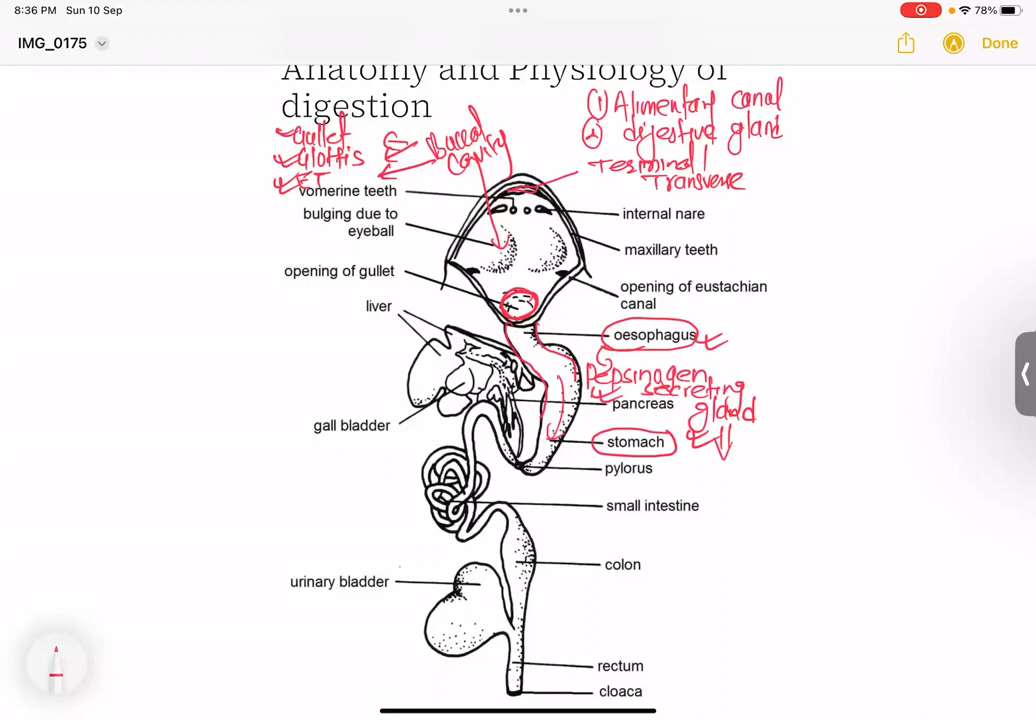 8:36 PM Sun 10 Sep
78%
IMG_0175
Done
Anatomy and Physiology of
digestion
① Alimentary canal
② digestive gland
Terminal /
Transverse
Gullet
Glottis
ET
Buccal
Cavity
vomerine teeth
bulging due to
eyeball
opening of gullet
liver
gall bladder
urinary bladder
internal nare
maxillary teeth
opening of eustachian
canal
oesophagus
Pepsinogen
secreting
gland
pancreas
stomach
pylorus
small intestine
colon
rectum
cloaca